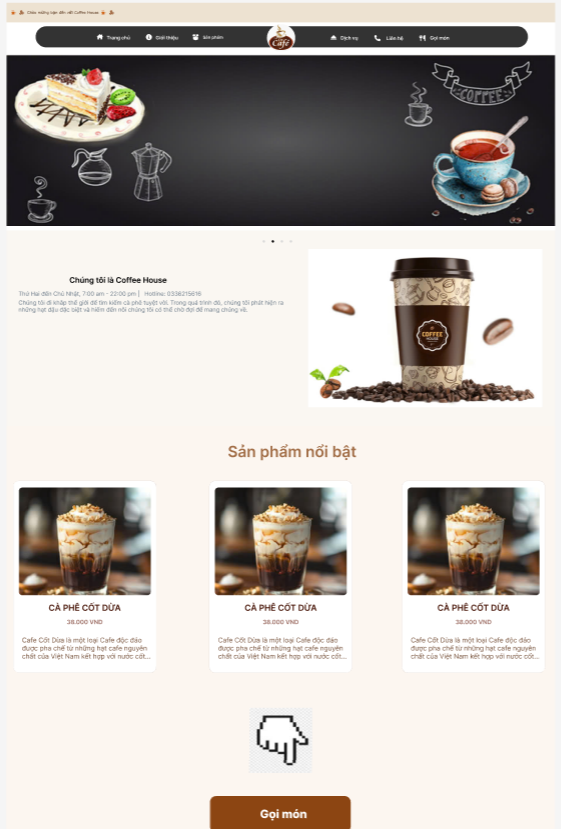 Chào mừng bạn đến với Coffee House
Trang chủ
Giới thiệu
Sản phẩm
Café
Dịch vụ
Liên hệ
Gọi món
COFFEE
Chúng tôi là Coffee House
Thứ Hai đến Chủ Nhật, 7:00 am - 22:00 pm | Hotline: 0336215616
Chúng tôi đi khắp thế giới để tìm kiếm cà phê tuyệt vời. Trong quá trình đó, chúng tôi phát hiện ra
những hạt đậu đặc biệt và hiếm đến nỗi chúng tôi có thể chờ đợi để mang chúng về.
COFFEE
HOUSE
Sản phẩm nổi bật
CÀ PHÊ CỐT DỪA
38.000 VND
Cafe Cốt Dừa là một loại Cafe độc đáo
được pha chế từ những hạt cafe nguyên
chất của Việt Nam kết hợp với nước cốt...
CÀ PHÊ CỐT DỪA
38.000 VND
Cafe Cốt Dừa là một loại Cafe độc đáo
được pha chế từ những hạt cafe nguyên
chất của Việt Nam kết hợp với nước cốt...
CÀ PHÊ CỐT DỪA
38.000 VND
Cafe Cốt Dừa là một loại Cafe độc đáo
được pha chế từ những hạt cafe nguyên
chất của Việt Nam kết hợp với nước cốt...
Gọi món